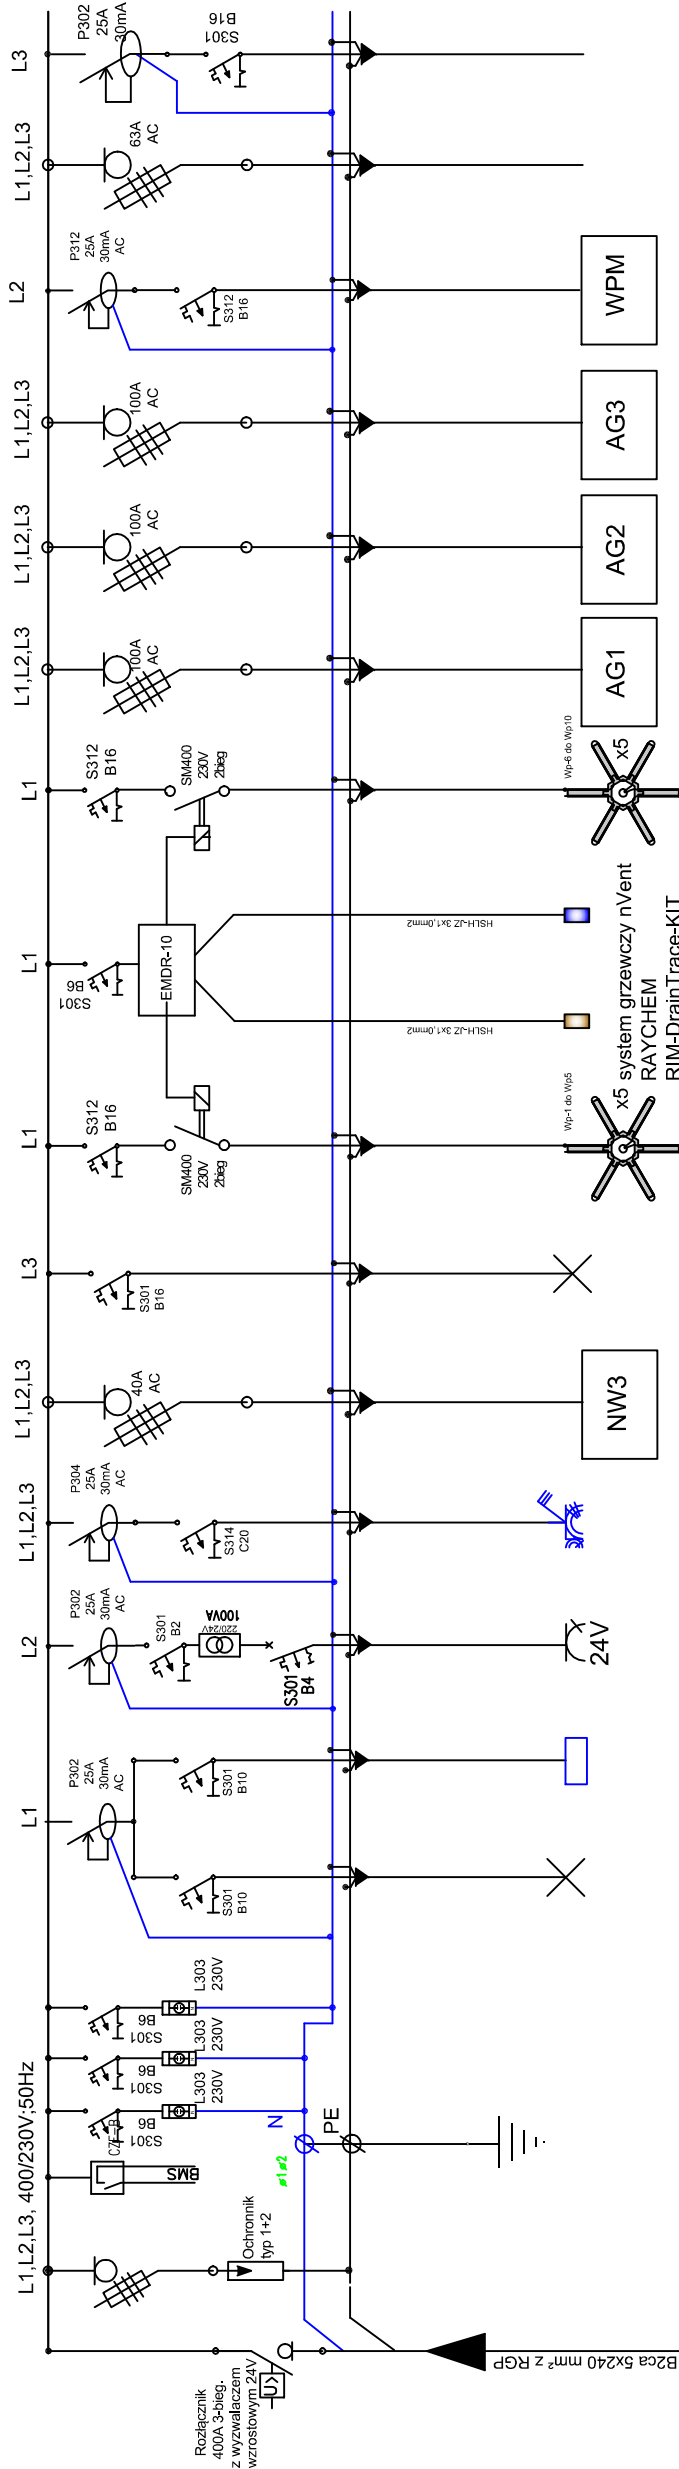 L1,L2,L3, 400/230V;50Hz
Rozłącznik
400A 3-bieg.
z wyzwalaczem
wzrostowym 24V
U>
B2ca 5x240 mm² z RGP
Ochronnik
typ 1+2
BMS
ø1ø2
N
PE
S301
B6
L303
230V
S301
B6
L303
230V
S301
B6
L303
230V
L1
P302
25A
30mA
AC
S301
B10
S301
B10
L2
P302
25A
30mA
AC
S301
B2
220/24V
100VA
S301
B4
24V
L1,L2,L3
P304
25A
30mA
AC
S314
C20
L1,L2,L3
40A
AC
NW3
L3
S301
B16
L1
S312
B16
SM400
230V
2bieg
Wp-1 do Wp5
x5
L1
S301
B6
EMDR-10
HSLH-JZ 3x1,0mm2
HSLH-JZ 3x1,0mm2
system grzewczy nVent
RAYCHEM
RIM-DrainTrace-KIT
L1
S312
B16
SM400
230V
2bieg
Wp-6 do Wp10
x5
L1,L2,L3
100A
AC
AG1
L1,L2,L3
100A
AC
AG2
L1,L2,L3
100A
AC
AG3
L2
P312
25A
30mA
AC
S312
B16
WPM
L1,L2,L3
63A
AC
L3
P302
25A
30mA
S301
B16